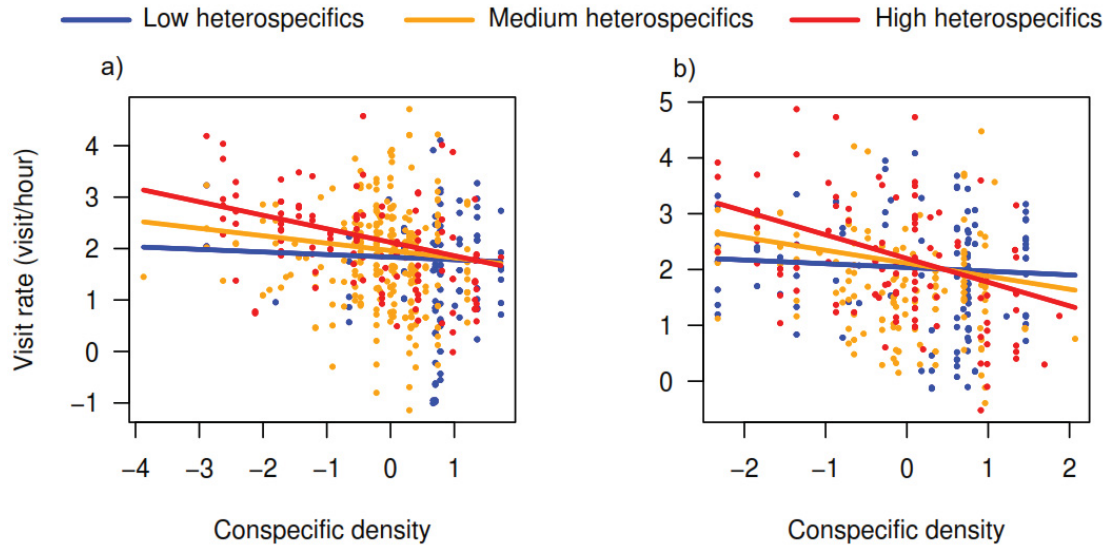 Low heterospecifics Medium heterospecifics High heterospecifics
a)
b)
Visit rate (visit/hour)
4
3
2
1
0
−1
−4 −3 −2 −1 0 1
Conspecific density
5
4
3
2
1
0
−2 −1 0 1 2
Conspecific density